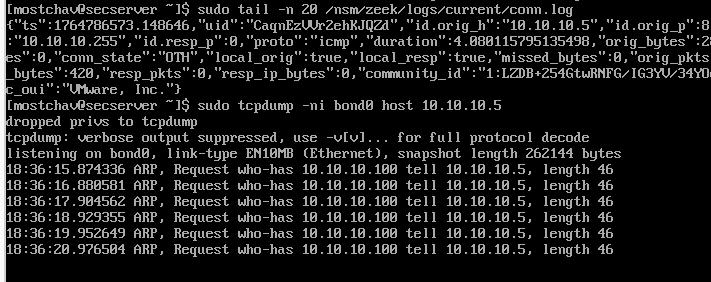 [mostchav@secserver ~]$ sudo tail -n 20 /nsm/zeek/logs/current/conn.log
{"ts":1764786573.148646,"uid":"CaqnEzVVr2ehKJQZd","id.orig_h":"10.10.10.5","id.orig_p":8
:"10.10.10.255","id.resp_p":0,"proto":"icmp","duration":4.080115795135498,"orig_bytes":28
es":0,"conn_state":"OTH","local_orig":true,"local_resp":true,"missed_bytes":0,"orig_pkts
_bytes":420,"resp_pkts":0,"resp_ip_bytes":0,"community_id":"1:LZDB+254GtwRNFG/IG3YV/34YO
c_oui":"VMware, Inc."}
[mostchav@secserver ~]$ sudo tcpdump -ni bond0 host 10.10.10.5
dropped privs to tcpdump
tcpdump: verbose output suppressed, use -v[v]... for full protocol decode
listening on bond0, link-type EN10MB (Ethernet), snapshot length 262144 bytes
18:36:15.874336 ARP, Request who-has 10.10.10.100 tell 10.10.10.5, length 46
18:36:16.880581 ARP, Request who-has 10.10.10.100 tell 10.10.10.5, length 46
18:36:17.904562 ARP, Request who-has 10.10.10.100 tell 10.10.10.5, length 46
18:36:18.929355 ARP, Request who-has 10.10.10.100 tell 10.10.10.5, length 46
18:36:19.952649 ARP, Request who-has 10.10.10.100 tell 10.10.10.5, length 46
18:36:20.976504 ARP, Request who-has 10.10.10.100 tell 10.10.10.5, length 46